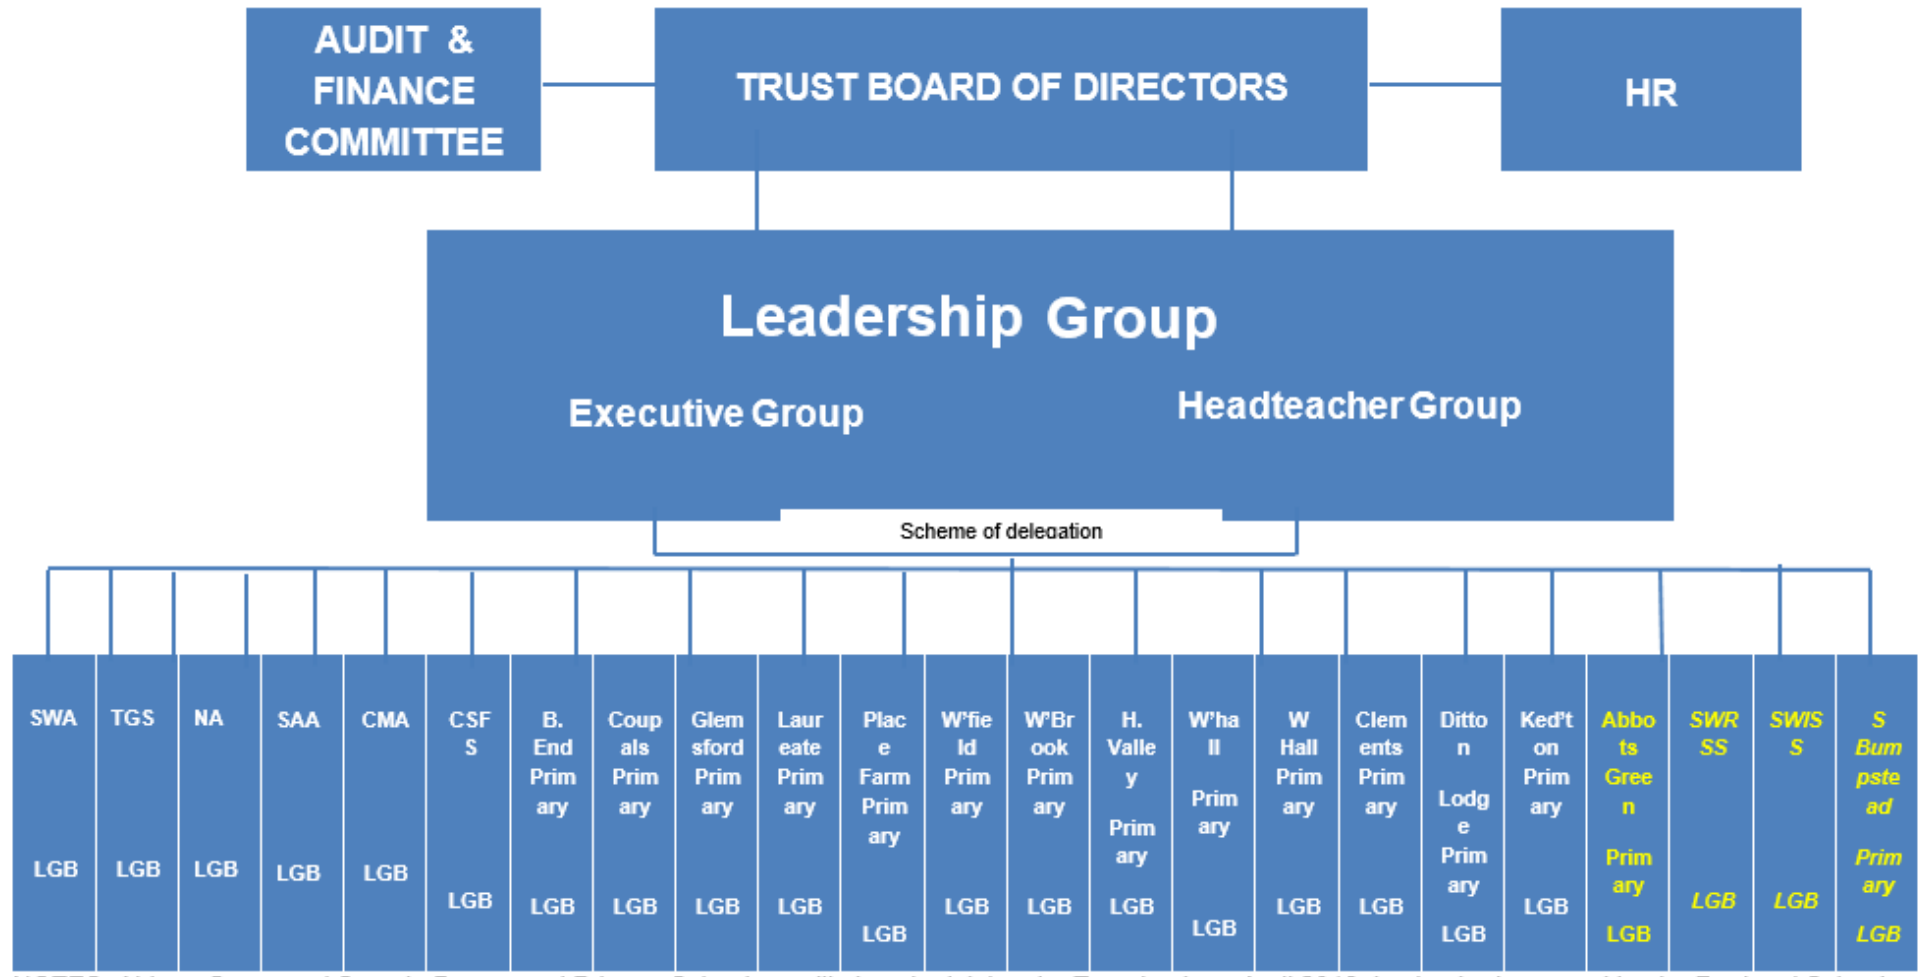 AUDIT &
FINANCE
COMMITTEE
TRUST BOARD OF DIRECTORS
HR
Leadership Group
Executive Group
Headteacher Group
Scheme of delegation
SWA
LGB
TGS
LGB
NA
LGB
SAA
LGB
CMA
LGB
CSF
S
LGB
B.
End
Prim
ary
LGB
Coup
als
Prim
ary
LGB
Glem
sford
Prim
ary
LGB
Laur
eate
Prim
ary
LGB
Plac
e
Farm
Prim
ary
LGB
W'fie
ld
Prim
ary
LGB
W'Br
ook
Prim
ary
LGB
H.
Valle
y
Prim
ary
LGB
W'ha
ll
Prim
ary
LGB
W
Hall
Prim
ary
LGB
Clem
ents
Prim
ary
LGB
Ditto
n
Lodg
e
Prim
ary
LGB
Ked't
on
Prim
ary
LGB
Abbo
ts
Gree
n
Prim
ary
LGB
SWR
SS
LGB
SWIS
S
LGB
S
Bum
pste
ad
Prim
ary
LGB